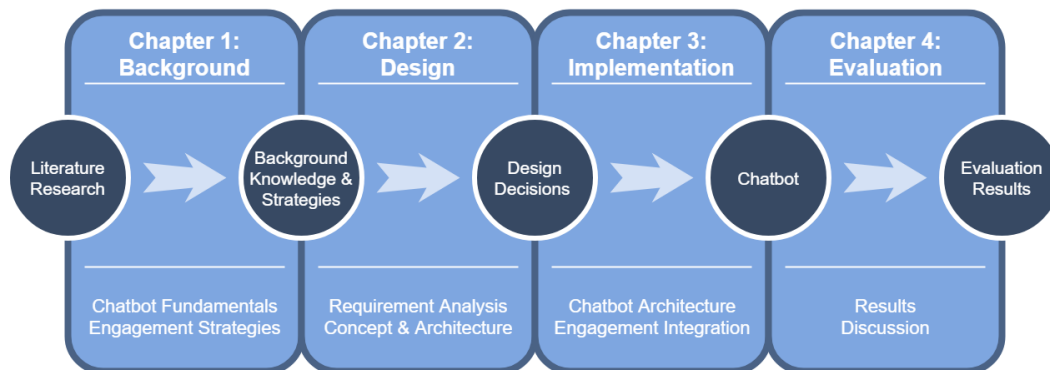 Chapter 1:
Background
Chapter 2:
Design
Chapter 3:
Implementation
Chapter 4:
Evaluation
Literature
Research
Background
Knowledge &
Strategies
Design
Decisions
Chatbot
Evaluation
Results
Chatbot Fundamentals
Engagement Strategies
Requirement Analysis
Concept & Architecture
Chatbot Architecture
Engagement Integration
Results
Discussion